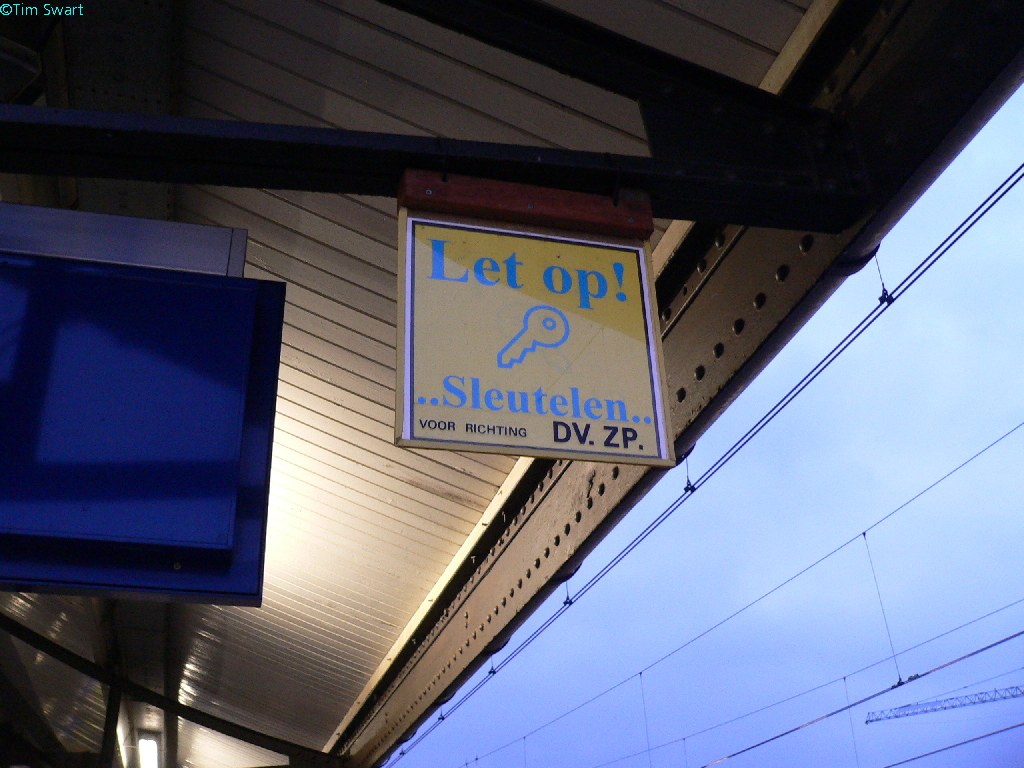 ©Tim Swart
Let op!
..Sleutelen..
VOOR RICHTING DV. ZP.